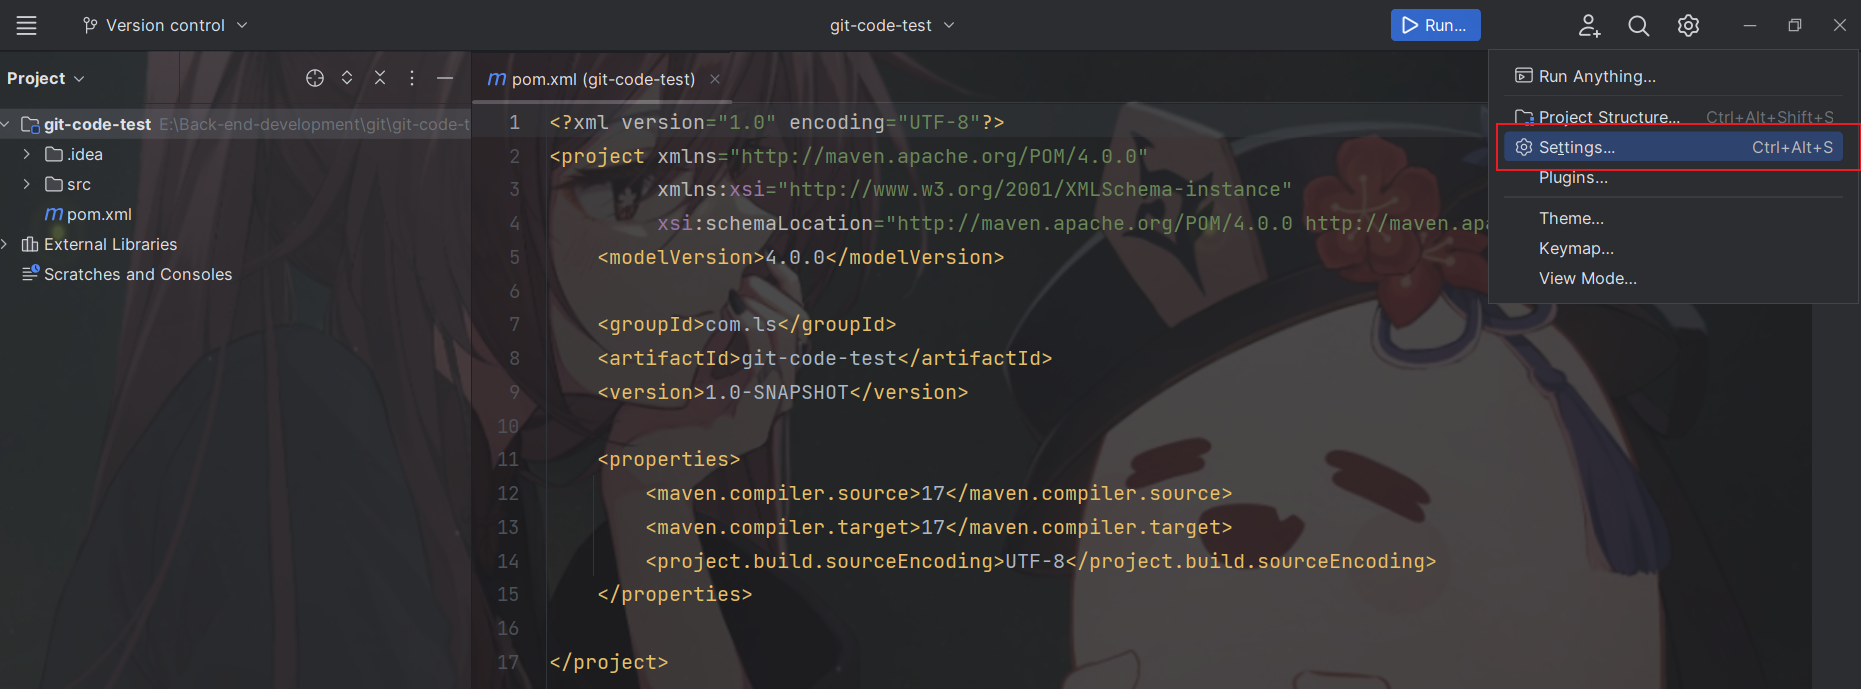 Version control
git-code-test
Run...
Project
pom.xml (git-code-test)
git-code-test E:\Back-end-development\git\git-code-t
.idea
src
pom.xml
External Libraries
Scratches and Consoles
1 <?xml version="1.0" encoding="UTF-8"?>
2 <project xmlns="http://maven.apache.org/POM/4.0.0"
3 xmlns:xsi="http://www.w3.org/2001/XMLSchema-instance"
4 xsi:schemaLocation="http://maven.apache.org/POM/4.0.0 http://maven.apa
5 <modelVersion>4.0.0</modelVersion>
6
7 <groupId>com.ls</groupId>
8 <artifactId>git-code-test</artifactId>
9 <version>1.0-SNAPSHOT</version>
10
11 <properties>
12 <maven.compiler.source>17</maven.compiler.source>
13 <maven.compiler.target>17</maven.compiler.target>
14 <project.build.sourceEncoding>UTF-8</project.build.sourceEncoding>
15 </properties>
16
17 </project>
Run Anything...
Project Structure... Ctrl+Alt+Shift+S
Settings... Ctrl+Alt+S
Plugins...
Theme...
Keymap...
View Mode...